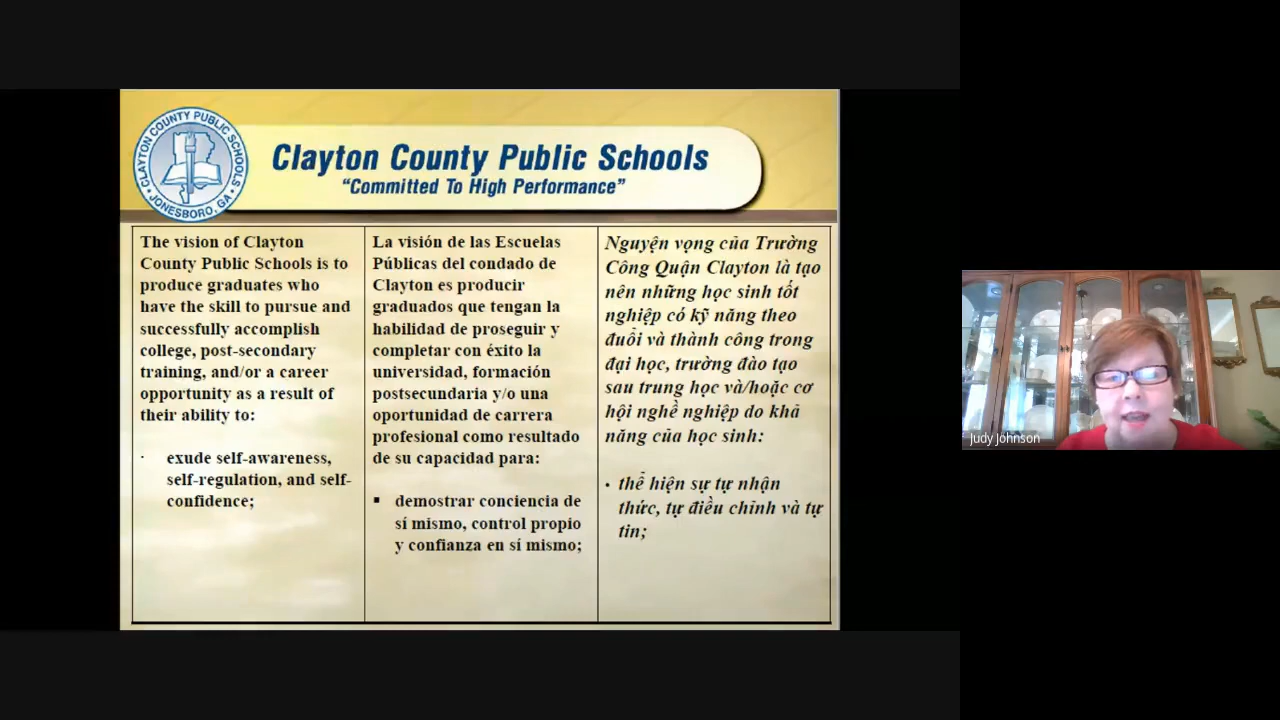 CLAYTON COUNTY PUBLIC SCHOOLS
JONESBORO, GA.
Clayton County Public Schools
“Committed To High Performance”
The vision of Clayton
County Public Schools is to
produce graduates who
have the skill to pursue and
successfully accomplish
college, post-secondary
training, and/or a career
opportunity as a result of
their ability to:
· exude self-awareness,
self-regulation, and self-
confidence;
La visión de las Escuelas
Públicas del condado de
Clayton es producir
graduados que tengan la
habilidad de proseguir y
completar con éxito la
universidad, formación
postsecundaria y/o una
oportunidad de carrera
profesional como resultado
de su capacidad para:
▪ demostrar conciencia de
sí mismo, control propio
y confianza en sí mismo;
Nguyện vọng của Trường
Công Quận Clayton là tạo
nên những học sinh tốt
nghiệp có kỹ năng theo
đuổi và thành công trong
đại học, trường đào tạo
sau trung học và/hoặc cơ
hội nghề nghiệp do khả
năng của học sinh:
• thể hiện sự tự nhận
thức, tự điều chỉnh và tự
tin;
Judy Johnson